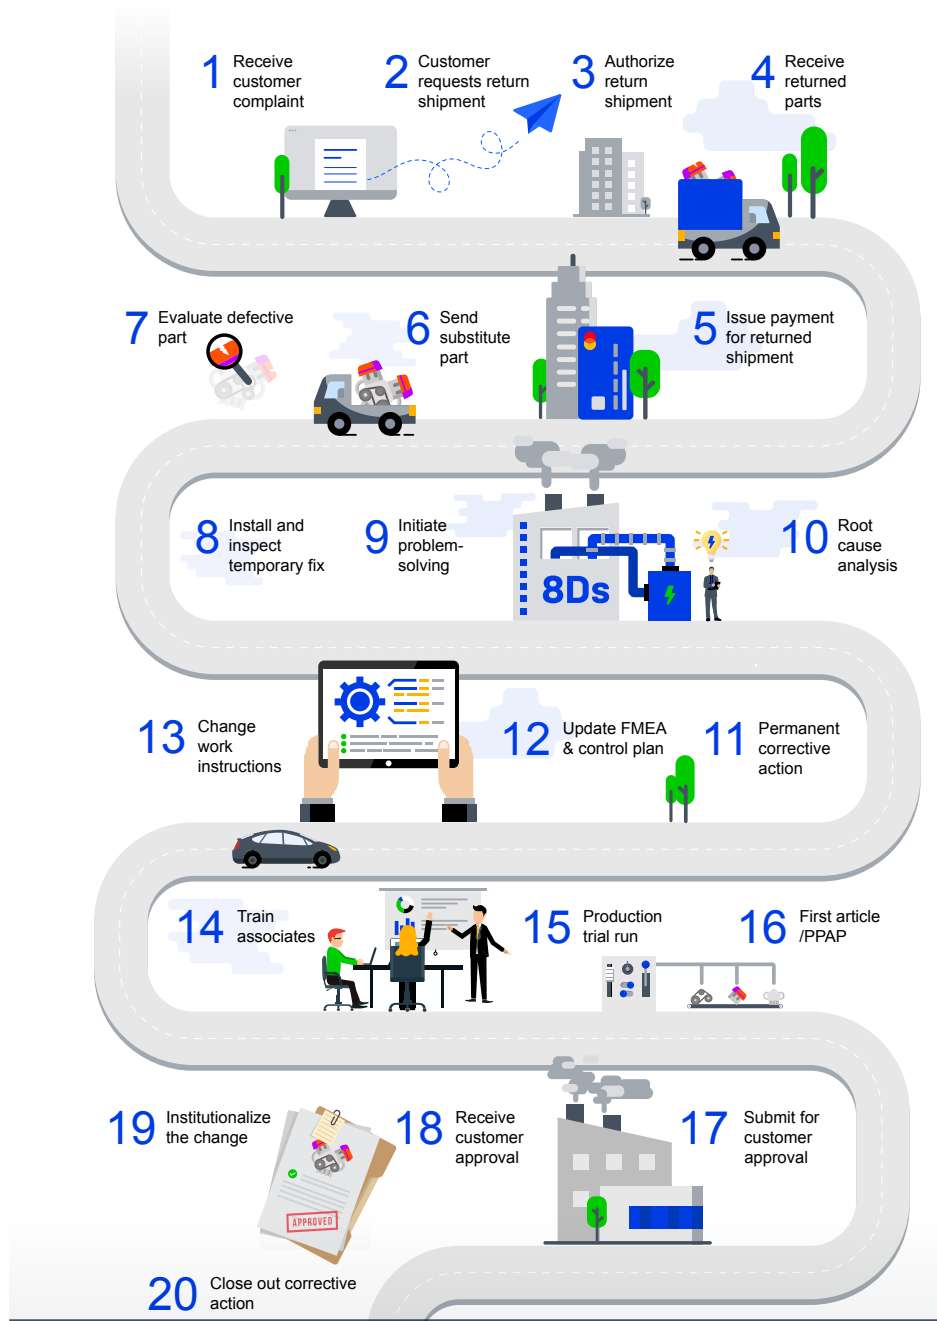 1 Receive
customer
complaint
2 Customer
requests return
shipment
3 Authorize
return
shipment
4 Receive
returned
parts
5 Issue payment
for returned
shipment
6 Send
substitute
part
7 Evaluate defective
part
8 Install and
inspect
temporary fix
9 Initiate
problem-
solving
8Ds
10 Root
cause
analysis
11 Permanent
corrective
action
12 Update FMEA
& control plan
13 Change
work
instructions
14 Train
associates
15 Production
trial run
16 First article
/PPAP
17 Submit for
customer
approval
18 Receive
customer
approval
19 Institutionalize
the change
APPROVED
20 Close out corrective
action